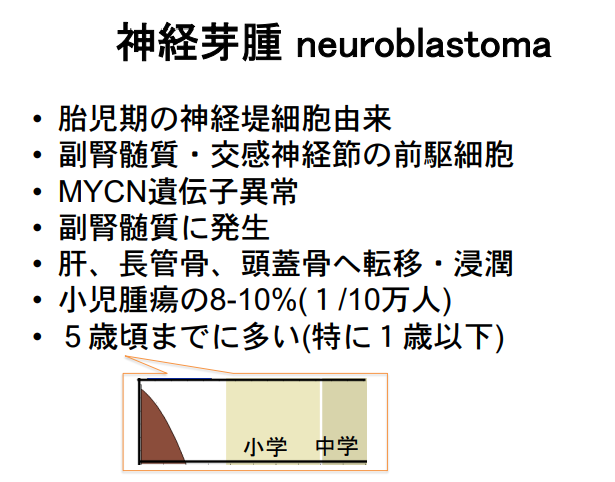 神経芽腫 neuroblastoma
• 胎児期の神経堤細胞由来
• 副腎髄質・交感神経節の前駆細胞
• MYCN遺伝子異常
• 副腎髄質に発生
• 肝、長管骨、頭蓋骨へ転移・浸潤
• 小児腫瘍の8-10%(１/10万人)
• ５歳頃までに多い(特に１歳以下)
小学 中学